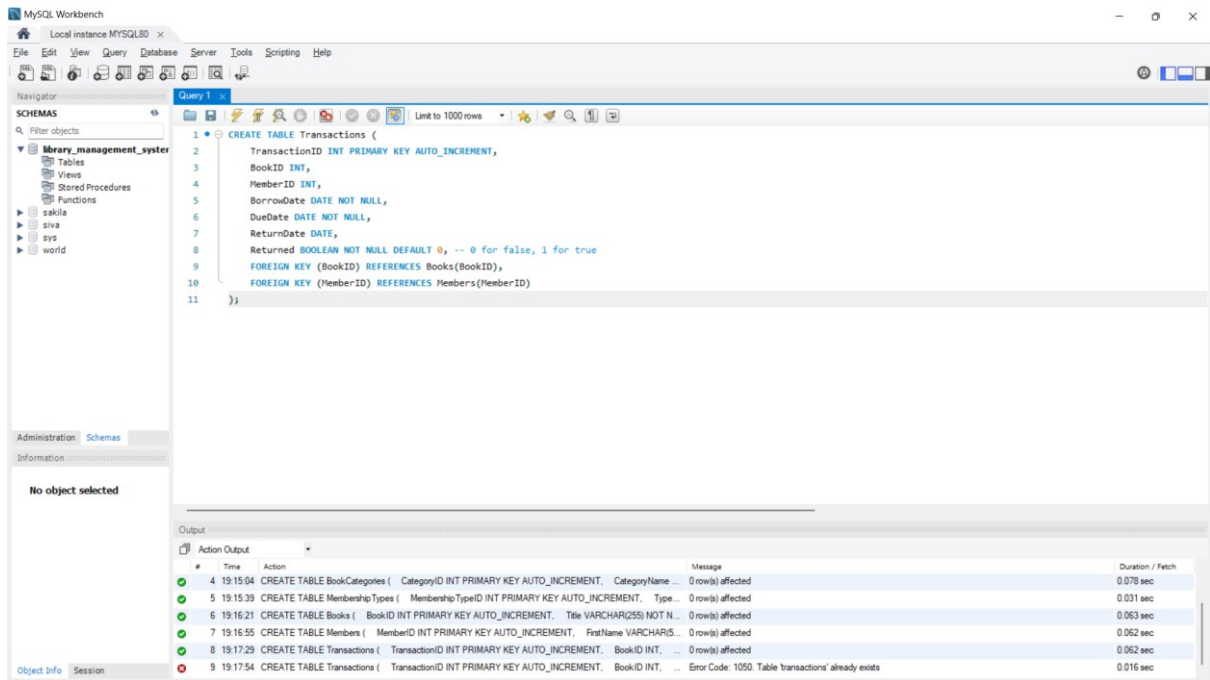 MySQL Workbench
Local instance MYSQL80 ×
File Edit View Query Database Server Tools Scripting Help
Navigator
SCHEMAS
Filter objects
library_management_syster
Tables
Views
Stored Procedures
Functions
sakila
siva
sys
world
Administration Schemas
Information
No object selected
Object Info Session
Query 1 ×
Limit to 1000 rows
1 CREATE TABLE Transactions (
2 TransactionID INT PRIMARY KEY AUTO_INCREMENT,
3 BookID INT,
4 MemberID INT,
5 BorrowDate DATE NOT NULL,
6 DueDate DATE NOT NULL,
7 ReturnDate DATE,
8 Returned BOOLEAN NOT NULL DEFAULT 0, -- 0 for false, 1 for true
9 FOREIGN KEY (BookID) REFERENCES Books(BookID),
10 FOREIGN KEY (MemberID) REFERENCES Members(MemberID)
11 );
Output
Action Output
# Time Action Message Duration / Fetch
4 19:15:04 CREATE TABLE BookCategories ( CategoryID INT PRIMARY KEY AUTO_INCREMENT, CategoryName ... 0 row(s) affected 0.078 sec
5 19:15:39 CREATE TABLE MembershipTypes ( MembershipTypeID INT PRIMARY KEY AUTO_INCREMENT, Type... 0 row(s) affected 0.031 sec
6 19:16:21 CREATE TABLE Books ( BookID INT PRIMARY KEY AUTO_INCREMENT, Title VARCHAR(255) NOT N... 0 row(s) affected 0.063 sec
7 19:16:55 CREATE TABLE Members ( MemberID INT PRIMARY KEY AUTO_INCREMENT, FirstName VARCHAR(5... 0 row(s) affected 0.062 sec
8 19:17:29 CREATE TABLE Transactions ( TransactionID INT PRIMARY KEY AUTO_INCREMENT, BookID INT, ... 0 row(s) affected 0.062 sec
9 19:17:54 CREATE TABLE Transactions ( TransactionID INT PRIMARY KEY AUTO_INCREMENT, BookID INT, ... Error Code: 1050. Table 'transactions' already exists 0.016 sec